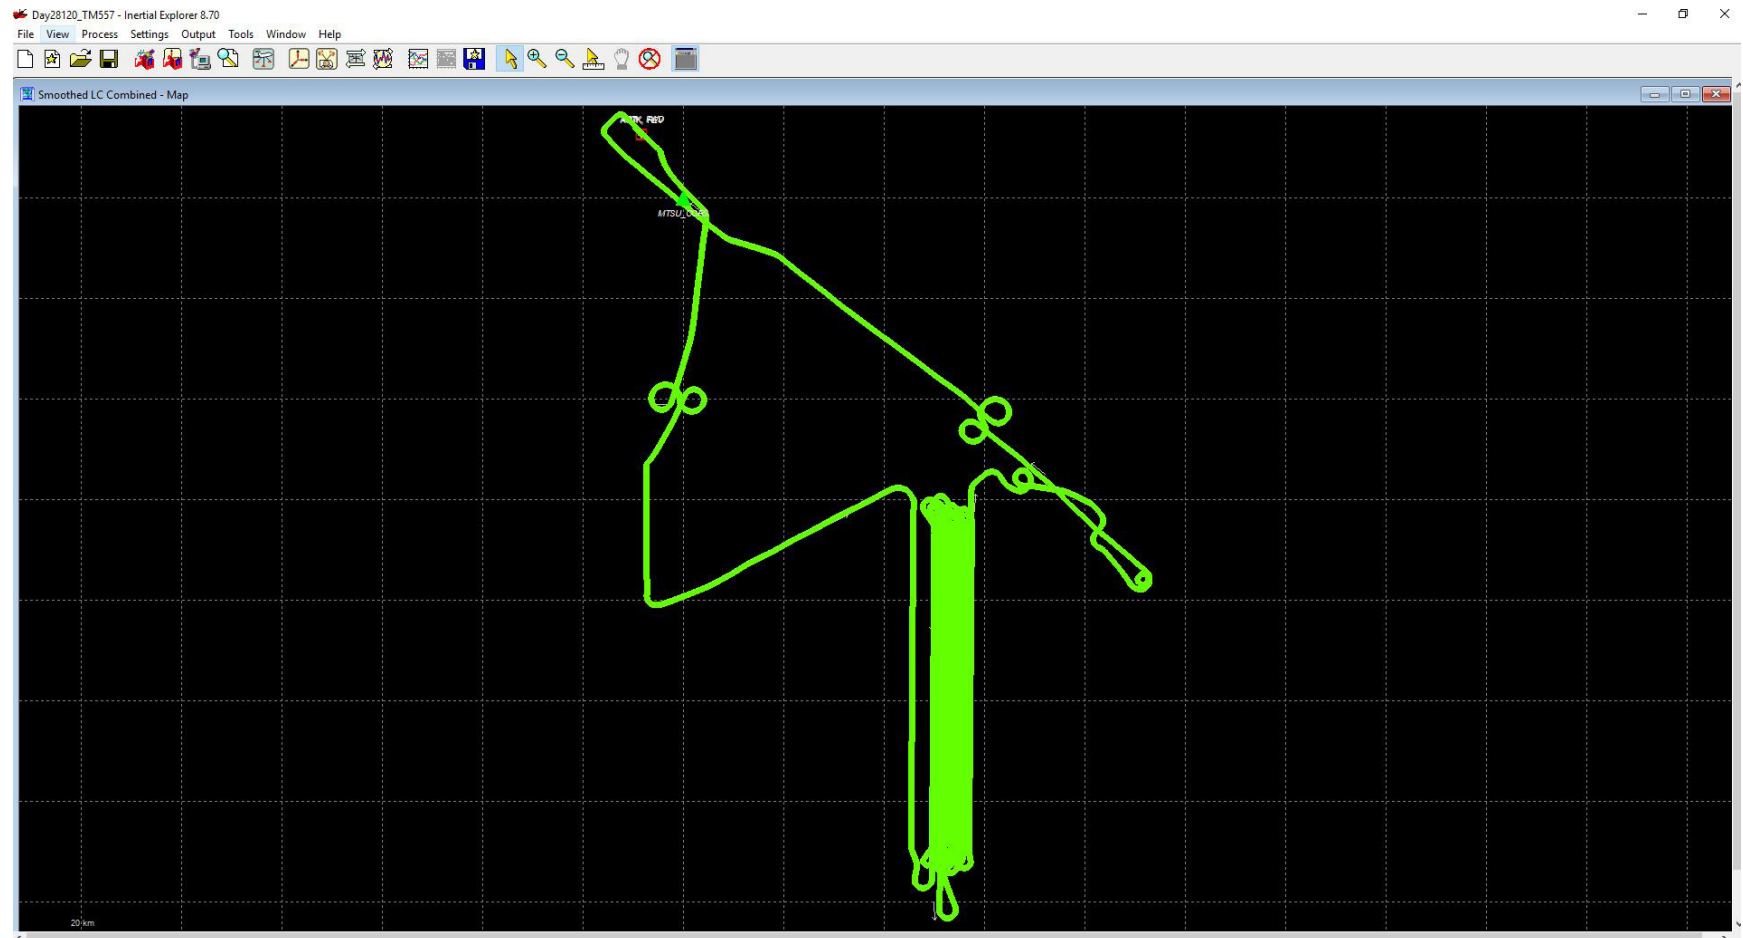 Day28120_TM557 - Inertial Explorer 8.70
File View Process Settings Output Tools Window Help
Smoothed LC Combined - Map
20 km